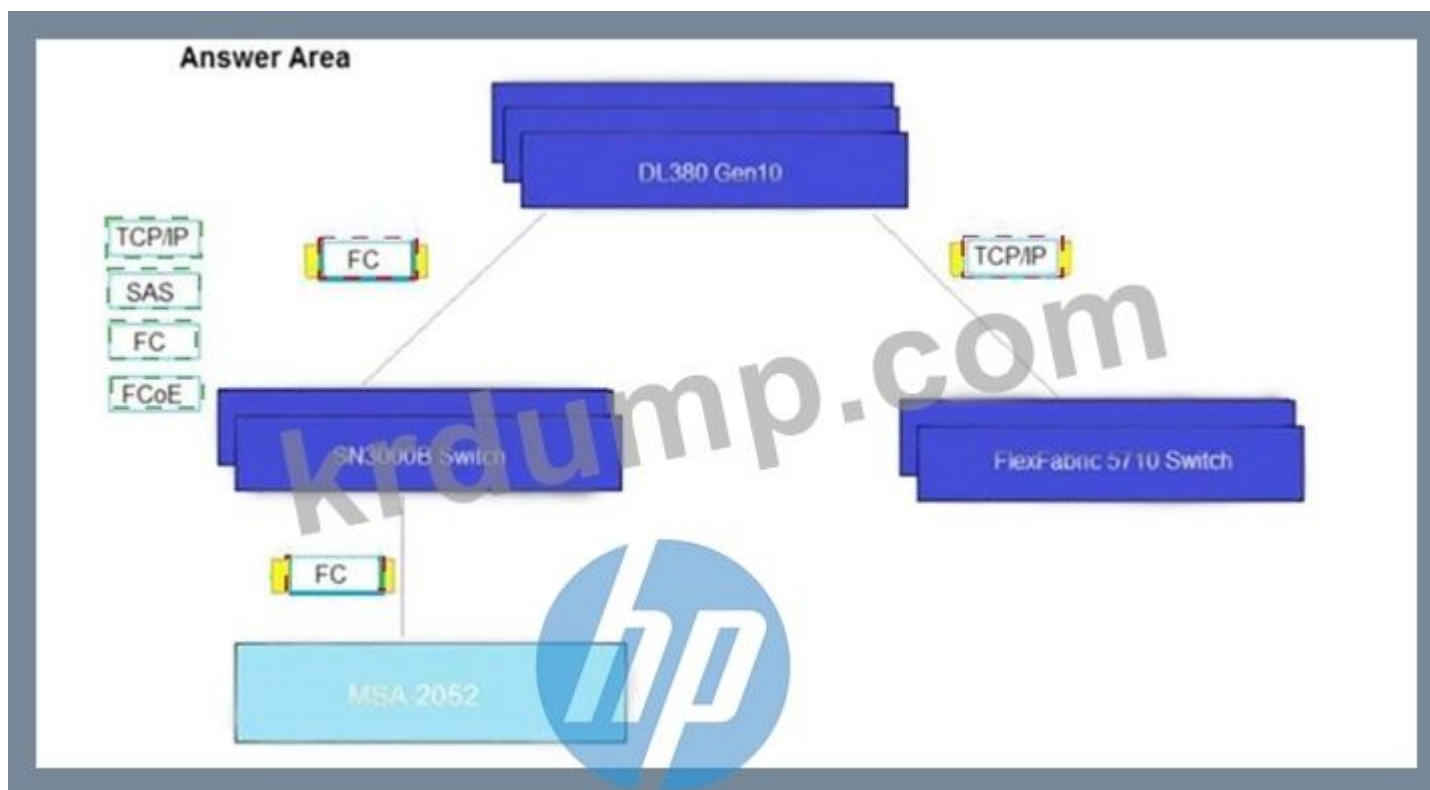 Answer Area
DL380 Gen10
TCP/IP
SAS
FC
FCoE
FC
TCP/IP
SN3000B Switch
FlexFabric 5710 Switch
FC
MSA 2052
krdump.com
hp